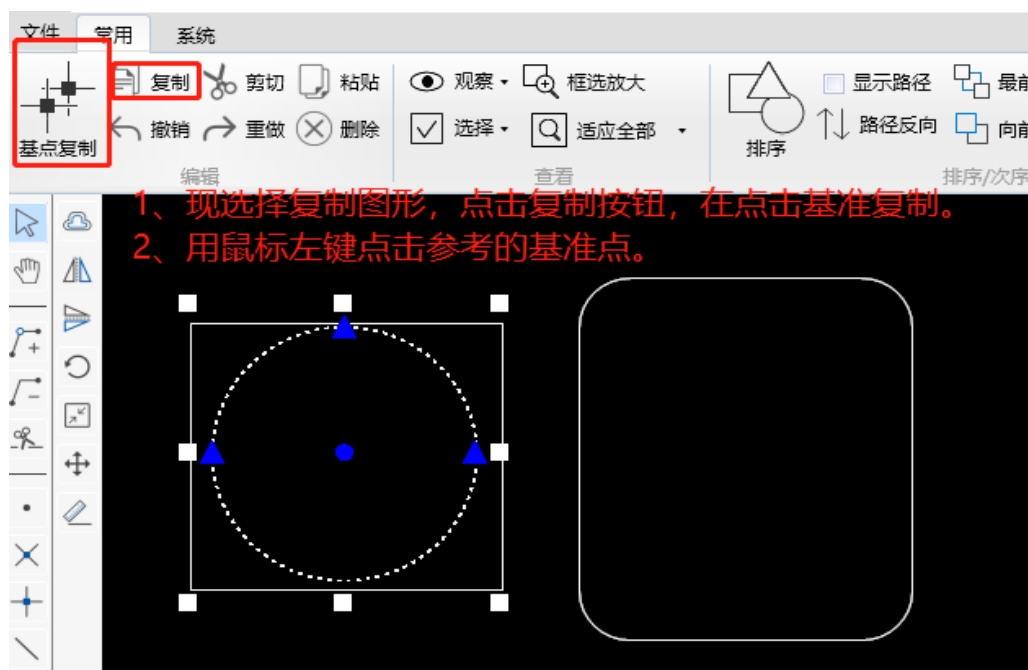 文件 常用 系统
复制 剪切 粘贴 观察 框选放大 显示路径 最前
撤销 重做 删除 选择 适应全部 路径反向 向前
基点复制 排序
编辑 查看 排序/次序
1、现选择复制图形，点击复制按钮，在点击基准复制。
2、用鼠标左键点击参考的基准点。